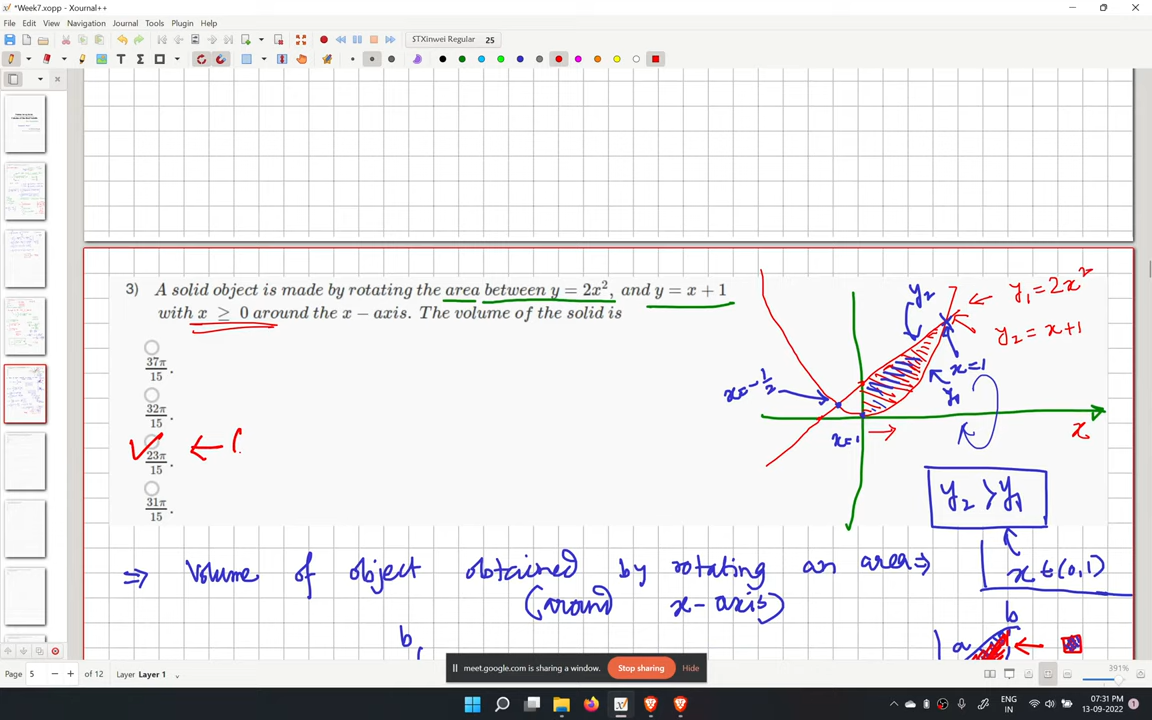 *Week7.xopp - Xournal++
File Edit View Navigation Journal Tools Plugin Help
STXinwei Regular 25
3) A solid object is made by rotating the area between y = 2x², and y = x + 1
with x ≥ 0 around the x − axis. The volume of the solid is
37π
15 .
32π
15 .
23π
15 .
31π
15 .
y₂
y₁ = 2x²
y₂ = x+1
x=1
x=-1/2
y₁
x=1
x
y₂ > y₁
x ∈ (0,1)
⇒ Volume of object obtained by rotating an area ⇒
(around x- axis)
b
b
a
meet.google.com is sharing a window. Stop sharing Hide
Page 5 of 12 Layer Layer 1
391%
ENG
IN
07:31 PM
13-09-2022